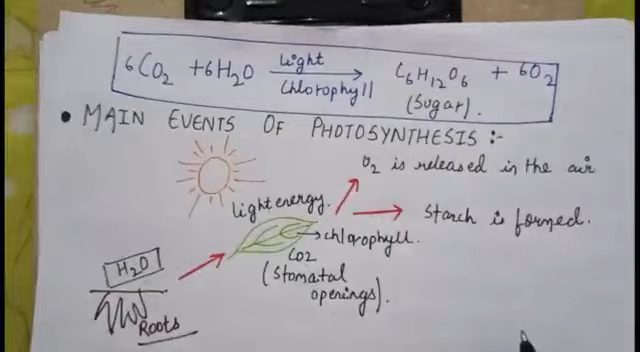 6CO₂ + 6H₂O Light Chlorophyll → C₆H₁₂O₆ (Sugar). + 6O₂
• MAIN EVENTS OF PHOTOSYNTHESIS :-
O₂ is released in the air
light energy.
Starch is formed.
→ chlorophyll.
CO2
(Stomatal
openings).
H₂O
Roots